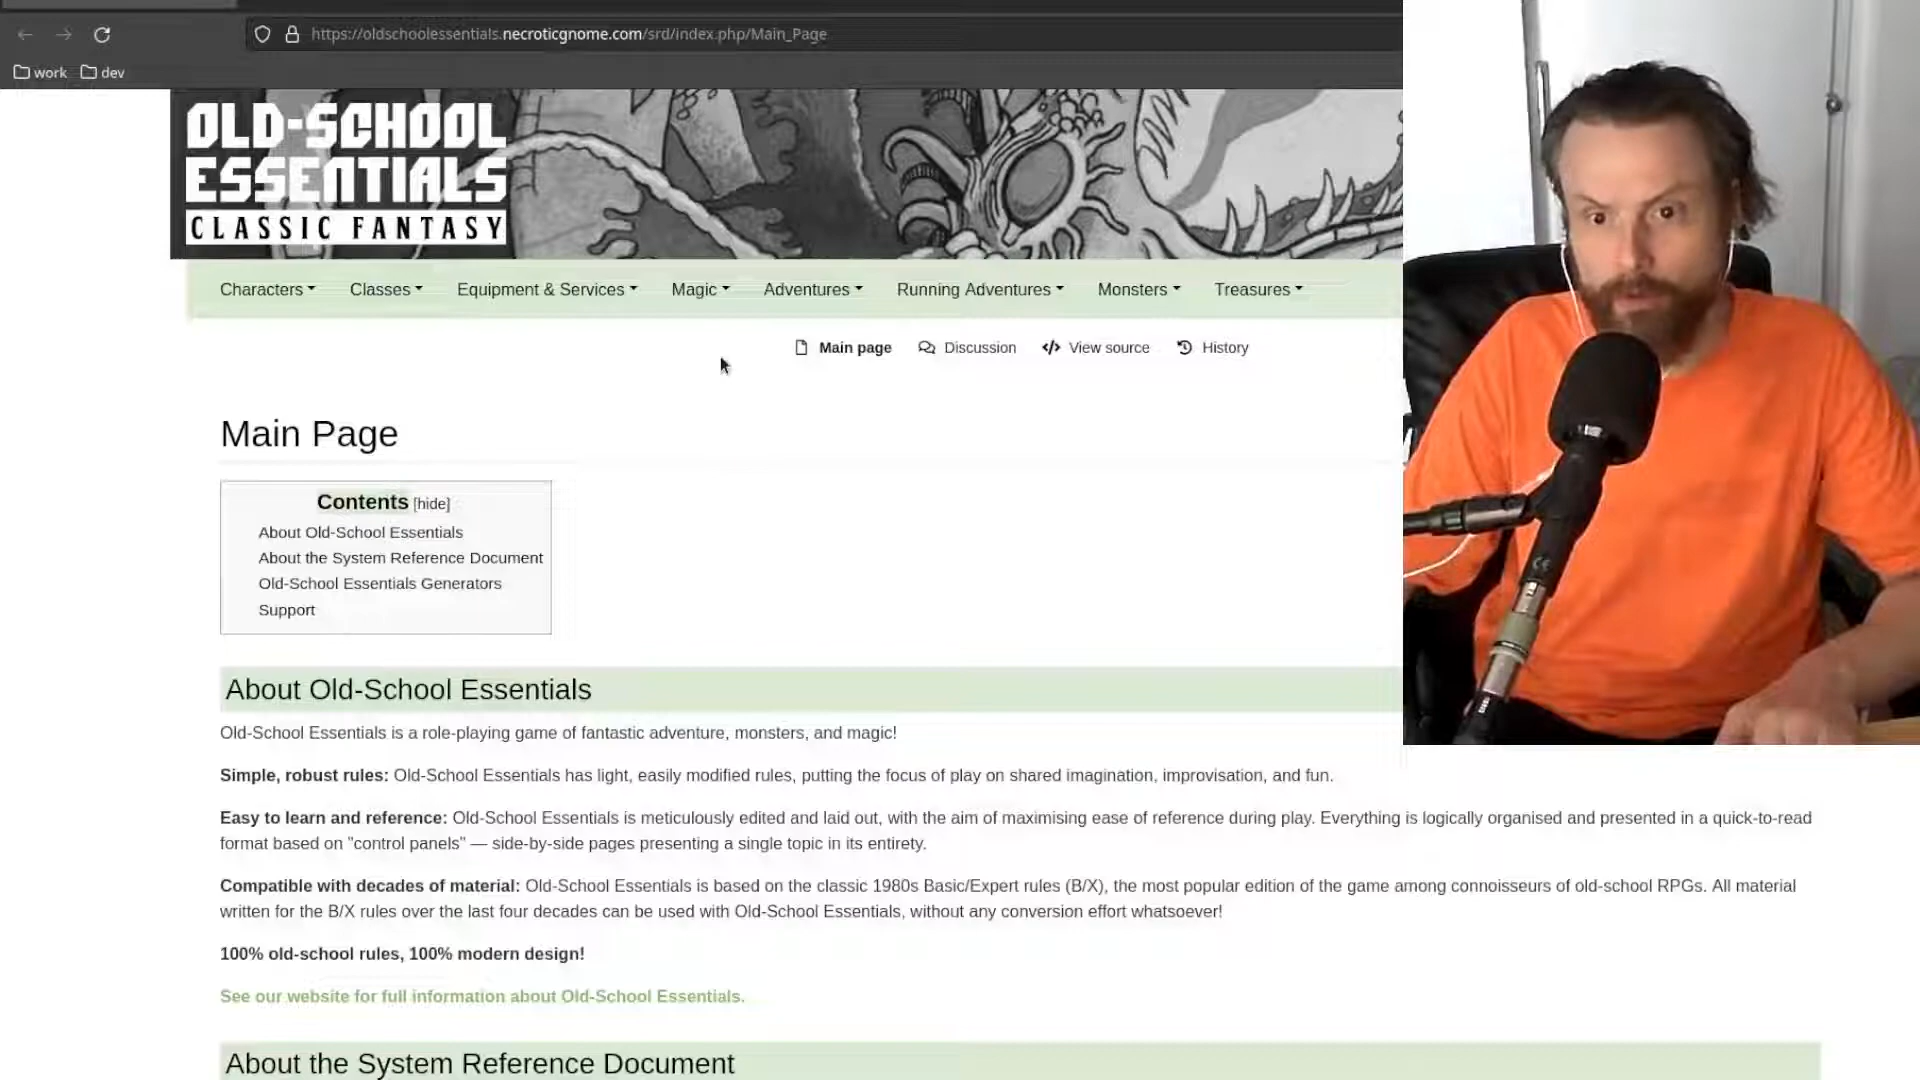 https://oldschoolessentials.necroticgnome.com/srd/index.php/Main_Page
work dev
OLD-SCHOOL
ESSENTIALS
CLASSIC FANTASY
Characters Classes Equipment & Services Magic Adventures Running Adventures Monsters Treasures
Main page Discussion View source History
Main Page
Contents [hide]
About Old-School Essentials
About the System Reference Document
Old-School Essentials Generators
Support
About Old-School Essentials
Old-School Essentials is a role-playing game of fantastic adventure, monsters, and magic!
Simple, robust rules: Old-School Essentials has light, easily modified rules, putting the focus of play on shared imagination, improvisation, and fun.
Easy to learn and reference: Old-School Essentials is meticulously edited and laid out, with the aim of maximising ease of reference during play. Everything is logically organised and presented in a quick-to-read
format based on "control panels" — side-by-side pages presenting a single topic in its entirety.
Compatible with decades of material: Old-School Essentials is based on the classic 1980s Basic/Expert rules (B/X), the most popular edition of the game among connoisseurs of old-school RPGs. All material
written for the B/X rules over the last four decades can be used with Old-School Essentials, without any conversion effort whatsoever!
100% old-school rules, 100% modern design!
See our website for full information about Old-School Essentials.
About the System Reference Document